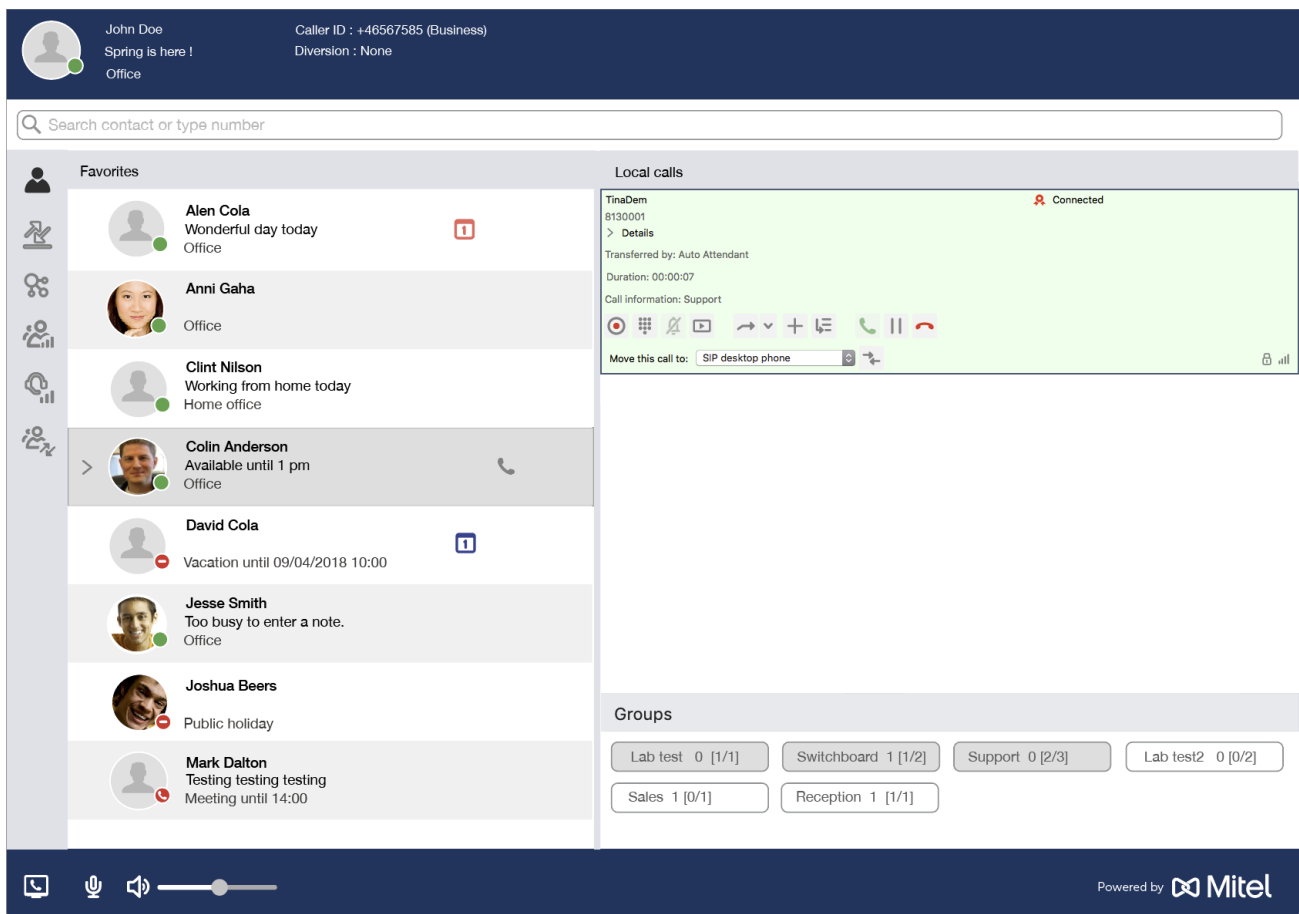 John Doe
Spring is here !
Office
Caller ID : +46567585 (Business)
Diversion : None
Search contact or type number
Favorites
Alen Cola
Wonderful day today
Office
1
Anni Gaha
Office
Clint Nilson
Working from home today
Home office
Colin Anderson
Available until 1 pm
Office
David Cola
Vacation until 09/04/2018 10:00
1
Jesse Smith
Too busy to enter a note.
Office
Joshua Beers
Public holiday
Mark Dalton
Testing testing testing
Meeting until 14:00
Local calls
TinaDem
Connected
8130001
> Details
Transferred by: Auto Attendant
Duration: 00:00:07
Call information: Support
Move this call to: SIP desktop phone
Groups
Lab test 0 [1/1]
Switchboard 1 [1/2]
Support 0 [2/3]
Lab test2 0 [0/2]
Sales 1 [0/1]
Reception 1 [1/1]
Powered by Mitel